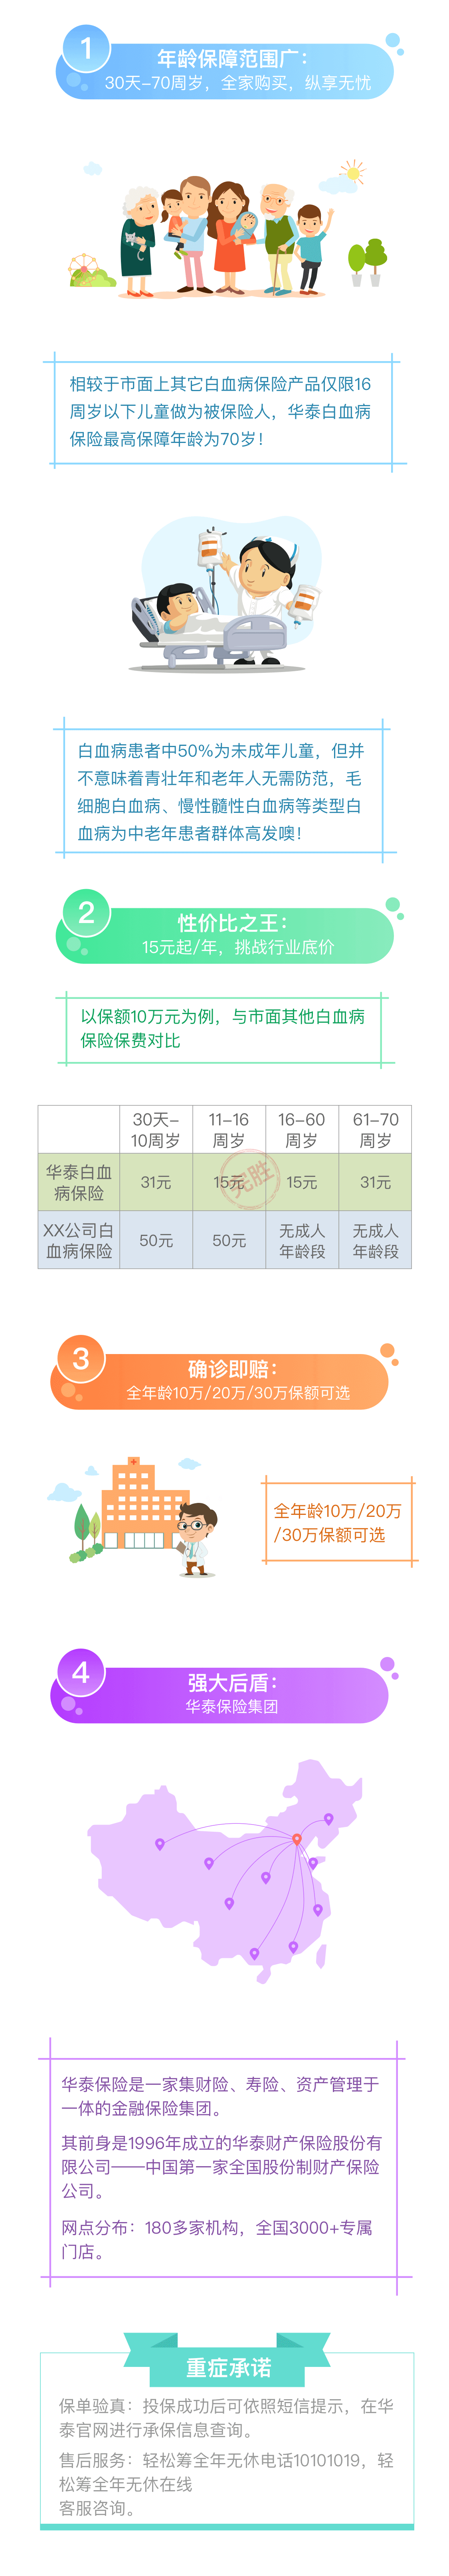 1
年龄保障范围广：
30天-70周岁，全家购买，纵享无忧
相较于市面上其它白血病保险产品仅限16
周岁以下儿童做为被保险人，华泰白血病
保险最高保障年龄为70岁！
白血病患者中50%为未成年儿童，但并
不意味着青壮年和老年人无需防范，毛
细胞白血病、慢性髓性白血病等类型白
血病为中老年患者群体高发噢！
2
性价比之王：
15元起/年，挑战行业底价
以保额10万元为例，与市面其他白血病
保险保费对比
30天-
10周岁
11-16
周岁
16-60
周岁
61-70
周岁
华泰白血
病保险
31元
15元
15元
31元
完胜
XX公司白
血病保险
50元
50元
无成人
年龄段
无成人
年龄段
3
确诊即赔：
全年龄10万/20万/30万保额可选
全年龄10万/20万
/30万保额可选
4
强大后盾：
华泰保险集团
华泰保险是一家集财险、寿险、资产管理于
一体的金融保险集团。
其前身是1996年成立的华泰财产保险股份有
限公司——中国第一家全国股份制财产保险
公司。
网点分布：180多家机构，全国3000+专属
门店。
重症承诺
保单验真：投保成功后可依照短信提示，在华
泰官网进行承保信息查询。
售后服务：轻松筹全年无休电话10101019，轻
松筹全年无休在线
客服咨询。